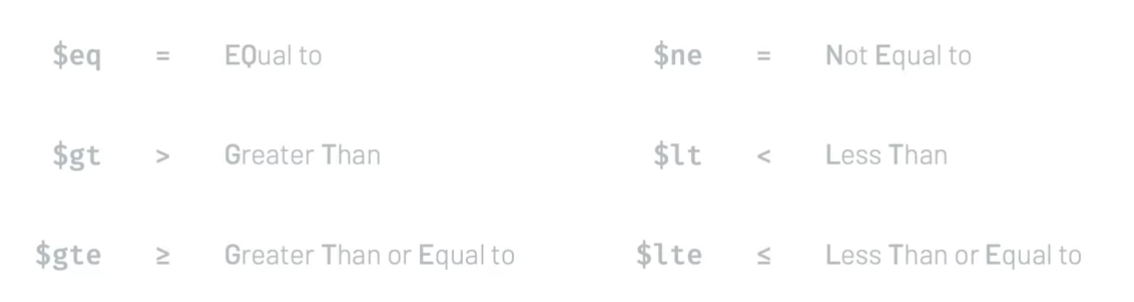 $eq = EQual to $ne = Not Equal to
$gt > Greater Than $lt < Less Than
$gte ≥ Greater Than or Equal to $lte ≤ Less Than or Equal to